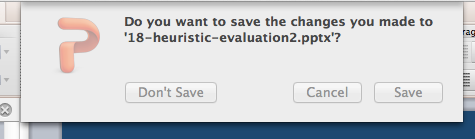 Do you want to save the changes you made to
'18-heuristic-evaluation2.pptx'?
Don't Save
Cancel
Save